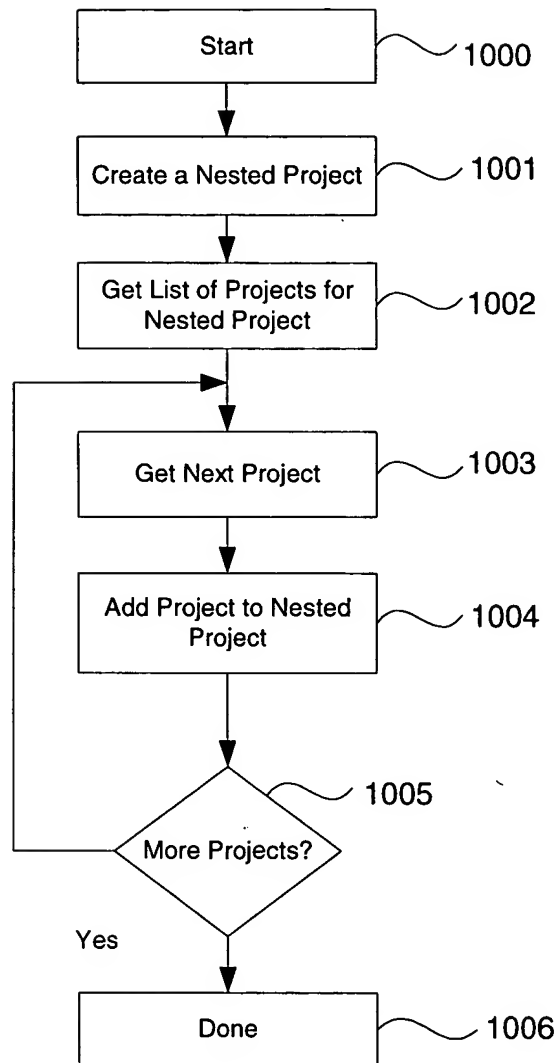 Start
1000
Create a Nested Project
1001
Get List of Projects for
Nested Project
1002
Get Next Project
1003
Add Project to Nested
Project
1004
1005
More Projects?
Yes
Done
1006